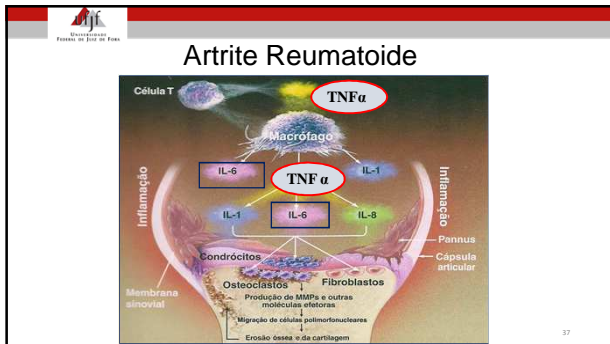 ufjf
UNIVERSIDADE
FEDERAL DE JUIZ DE FORA
Artrite Reumatoide
Célula T
TNFα
Macrófago
IL-6
TNF α
IL-1
Inflamação
Inflamação
IL-1
IL-6
IL-8
Pannus
Condrócitos
Cápsula
articular
Osteoclastos
Fibroblastos
Membrana
sinovial
Produção de MMPs e outras
moléculas efetoras
Migração de células polimorfonucleares
Erosão óssea e da cartilagem
37